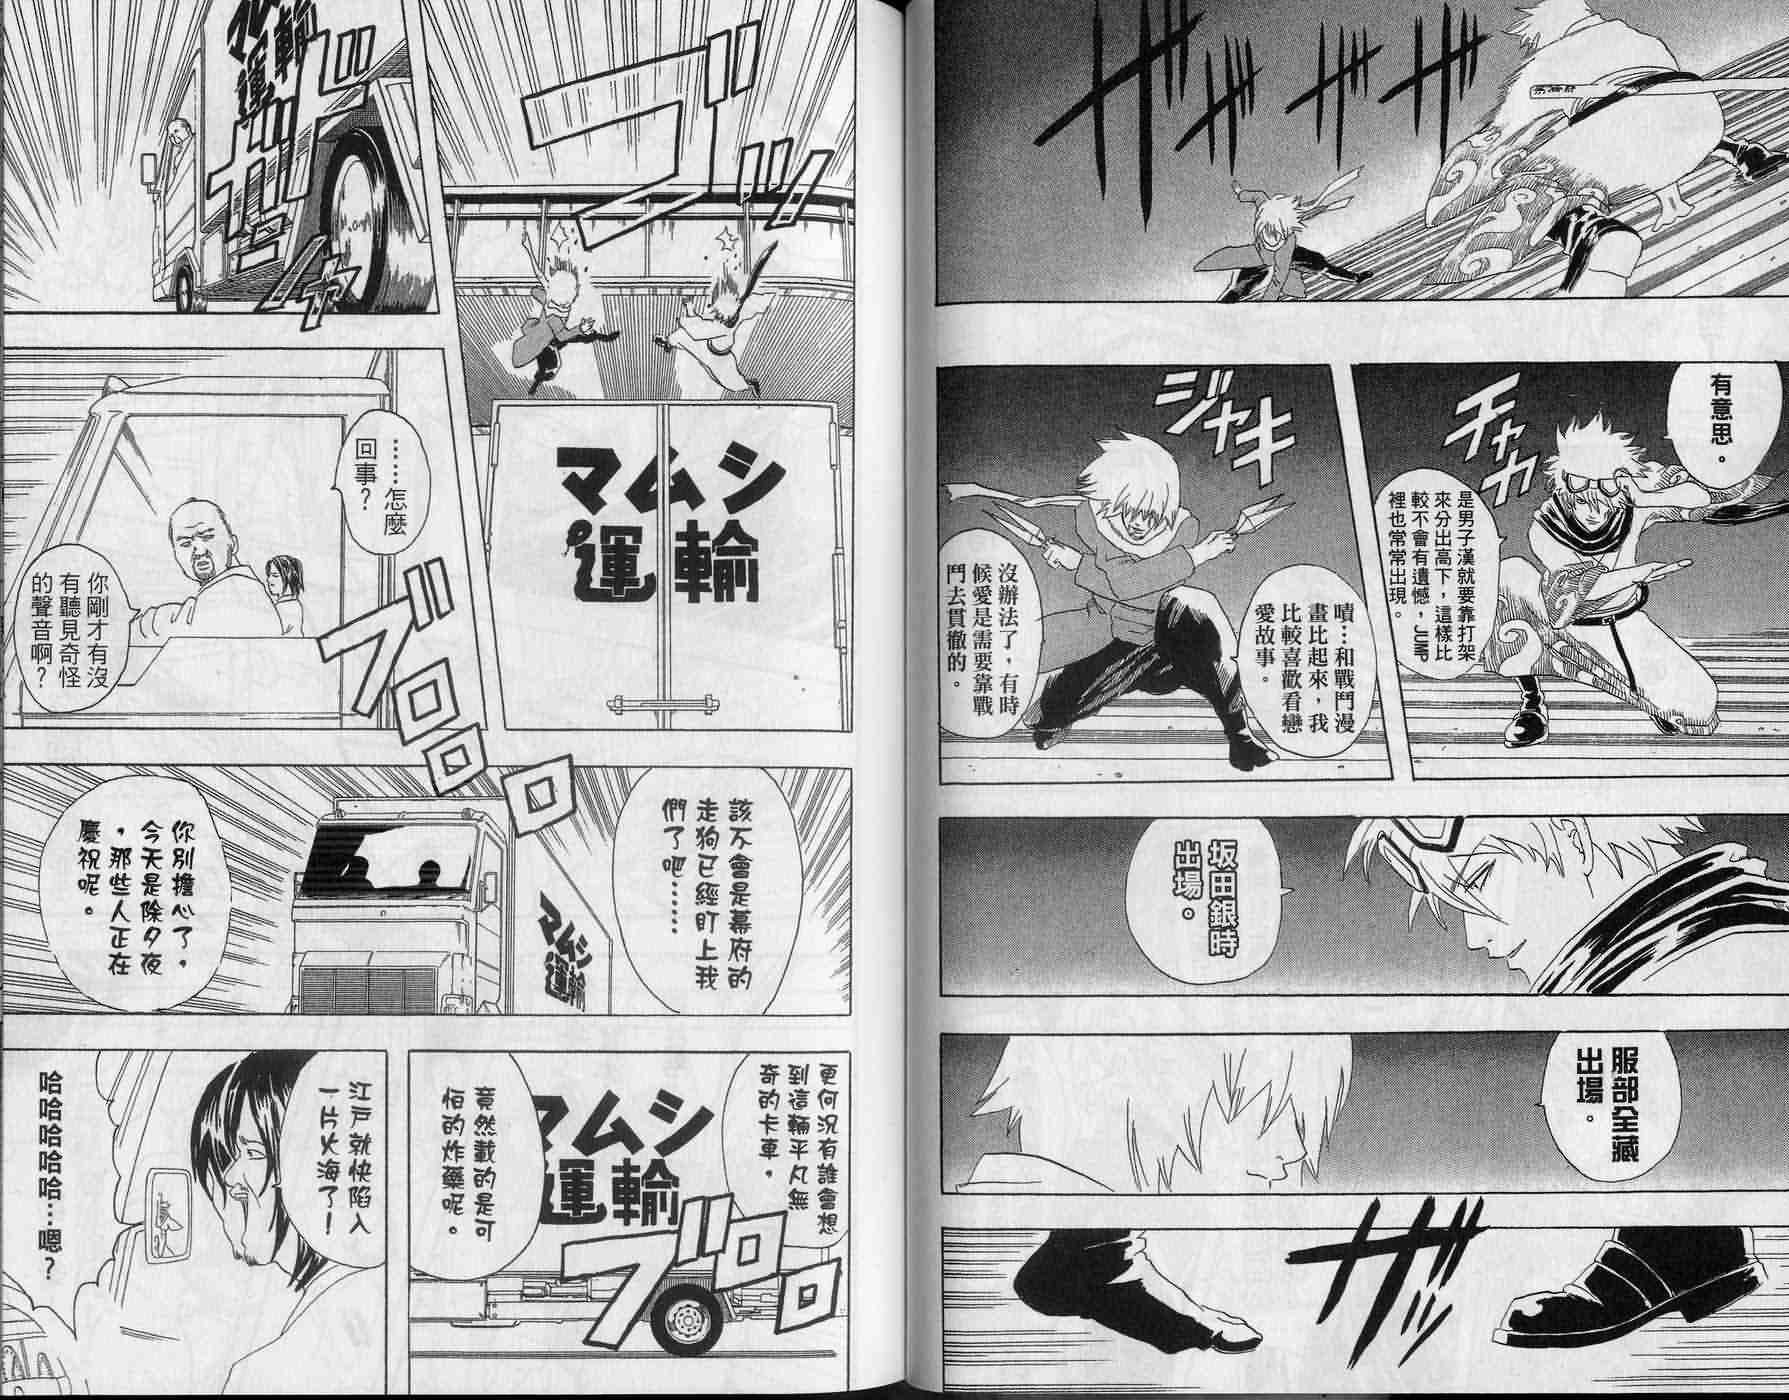 ザザザザ
有意思。
是男子漢就要靠打架
來分出高下，這樣比
較不會有遺憾，JUMP
裡也常常出現。
チャカ
ジャキ
嘖…和戰鬥漫
畫比起來，我
比較喜歡看戀
愛故事。
沒辦法了，有時
候愛是需要靠戰
鬥去貫徹的。
坂田銀時
出場。
服部全藏
出場。
ザッ
ゴッ
マムシ
運輸
運輸
ガガガ
……怎麼
回事？
你剛才有沒
有聽見奇怪
的聲音啊？
ブロロロ
該不會是幕府的
走狗已經盯上我
們了吧……
マムシ
運輸
你別擔心了，
今天是除夕夜
，那些人正在
慶祝呢。
更何況有誰會想
到這輛平凡無
奇的卡車，
竟然載的是可
怕的炸藥呢。
マムシ
運輸
ブロロロ
江戶就快陷入
一片火海了！
哈哈哈哈哈…嗯？